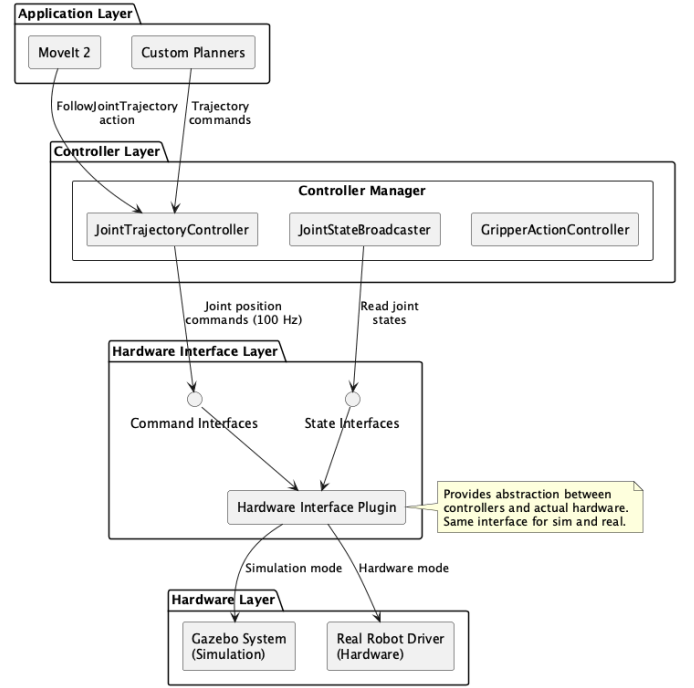 Application Layer
MoveIt 2
Custom Planners
FollowJointTrajectory
action
Trajectory
commands
Controller Layer
Controller Manager
JointTrajectoryController
JointStateBroadcaster
GripperActionController
Joint position
commands (100 Hz)
Read joint
states
Hardware Interface Layer
Command Interfaces
State Interfaces
Hardware Interface Plugin
Provides abstraction between
controllers and actual hardware.
Same interface for sim and real.
Simulation mode
Hardware mode
Hardware Layer
Gazebo System
(Simulation)
Real Robot Driver
(Hardware)